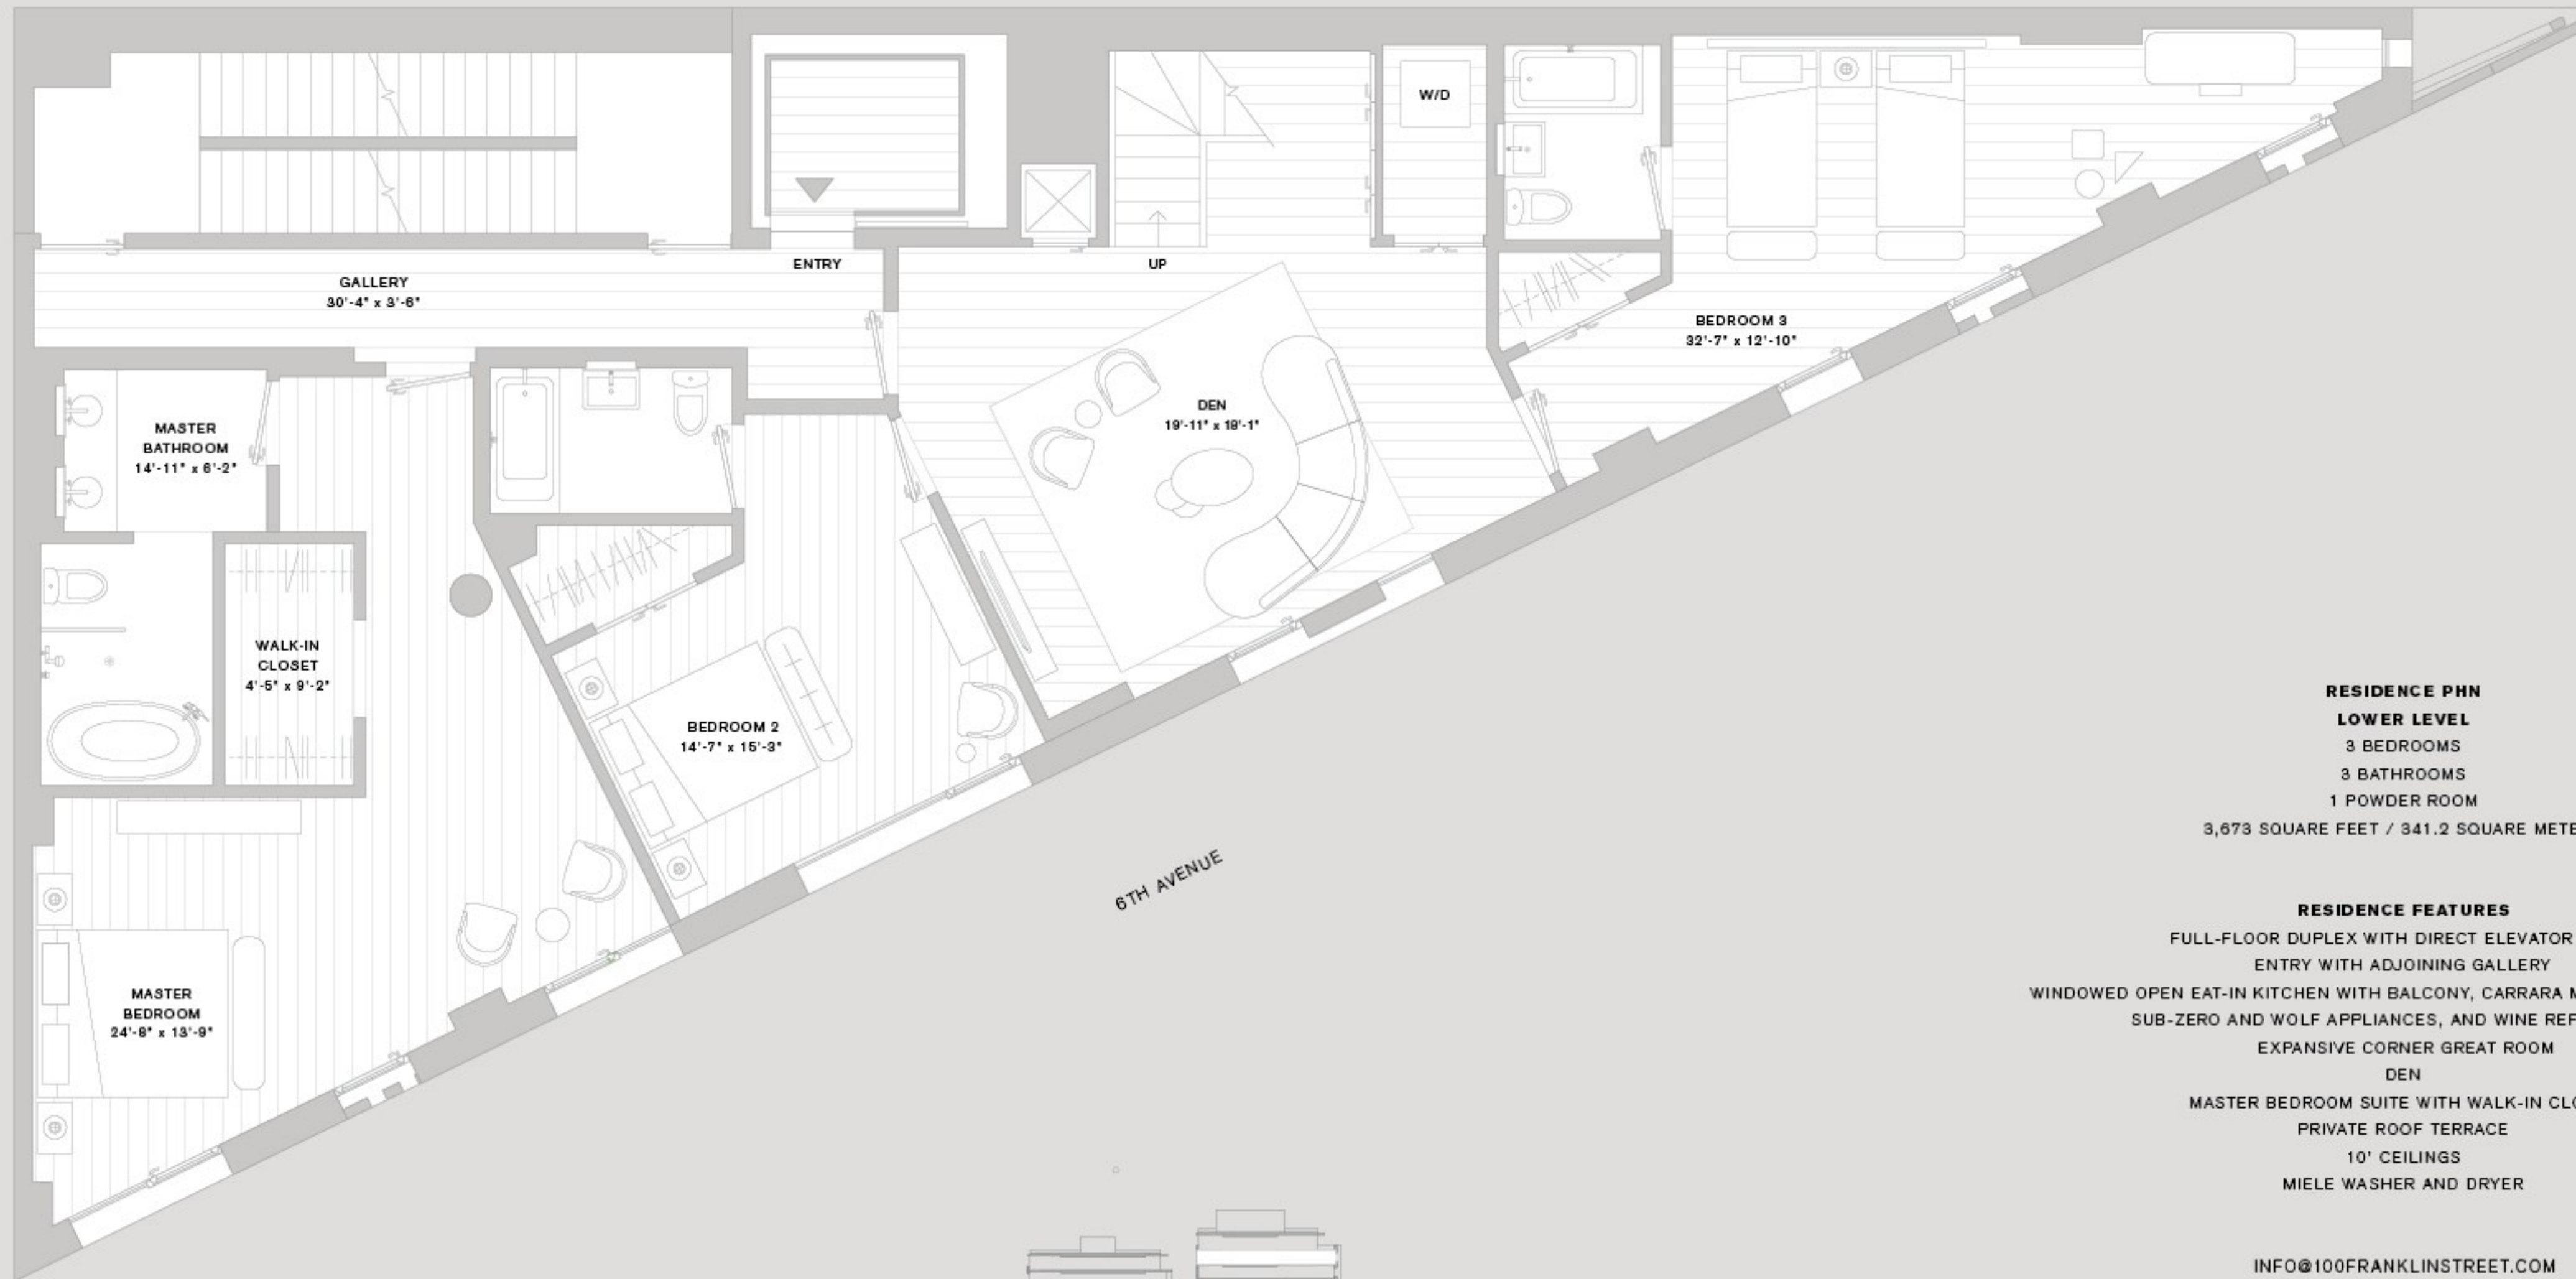 W/D
ENTRY
UP
GALLERY
30'-4" x 3'-6"
BEDROOM 3
32'-7" x 12'-10"
DEN
19'-11" x 18'-1"
MASTER
BATHROOM
14'-11" x 6'-2"
WALK-IN
CLOSET
4'-5" x 9'-2"
BEDROOM 2
14'-7" x 15'-3"
6TH AVENUE
MASTER
BEDROOM
24'-8" x 13'-9"
RESIDENCE PHN
LOWER LEVEL
3 BEDROOMS
3 BATHROOMS
1 POWDER ROOM
3,673 SQUARE FEET / 341.2 SQUARE METE
RESIDENCE FEATURES
FULL-FLOOR DUPLEX WITH DIRECT ELEVATOR
ENTRY WITH ADJOINING GALLERY
WINDOWED OPEN EAT-IN KITCHEN WITH BALCONY, CARRARA
SUB-ZERO AND WOLF APPLIANCES, AND WINE REF
EXPANSIVE CORNER GREAT ROOM
DEN
MASTER BEDROOM SUITE WITH WALK-IN CLO
PRIVATE ROOF TERRACE
10' CEILINGS
MIELE WASHER AND DRYER
INFO@100FRANKLINSTREET.COM